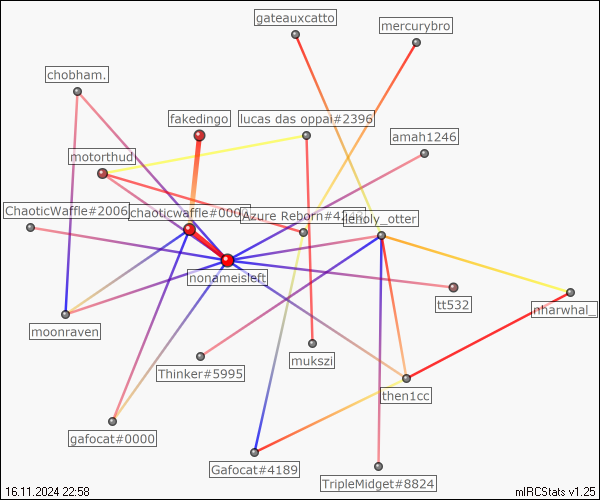 gateauxcatto
mercurybro
chobham.
fakedingo
lucas das oppai#2396
amah1246
motorthud
ChaoticWaffle#2006
chaoticwaffle#000
Azure Reborn#42
lenoly_otter
nonameisleft
tt532
nharwhal_
moonraven
mukszi
Thinker#5995
then1cc
gafocat#0000
Gafocat#4189
TripleMidget#8824
16.11.2024 22:58
mIRCStats v1.25